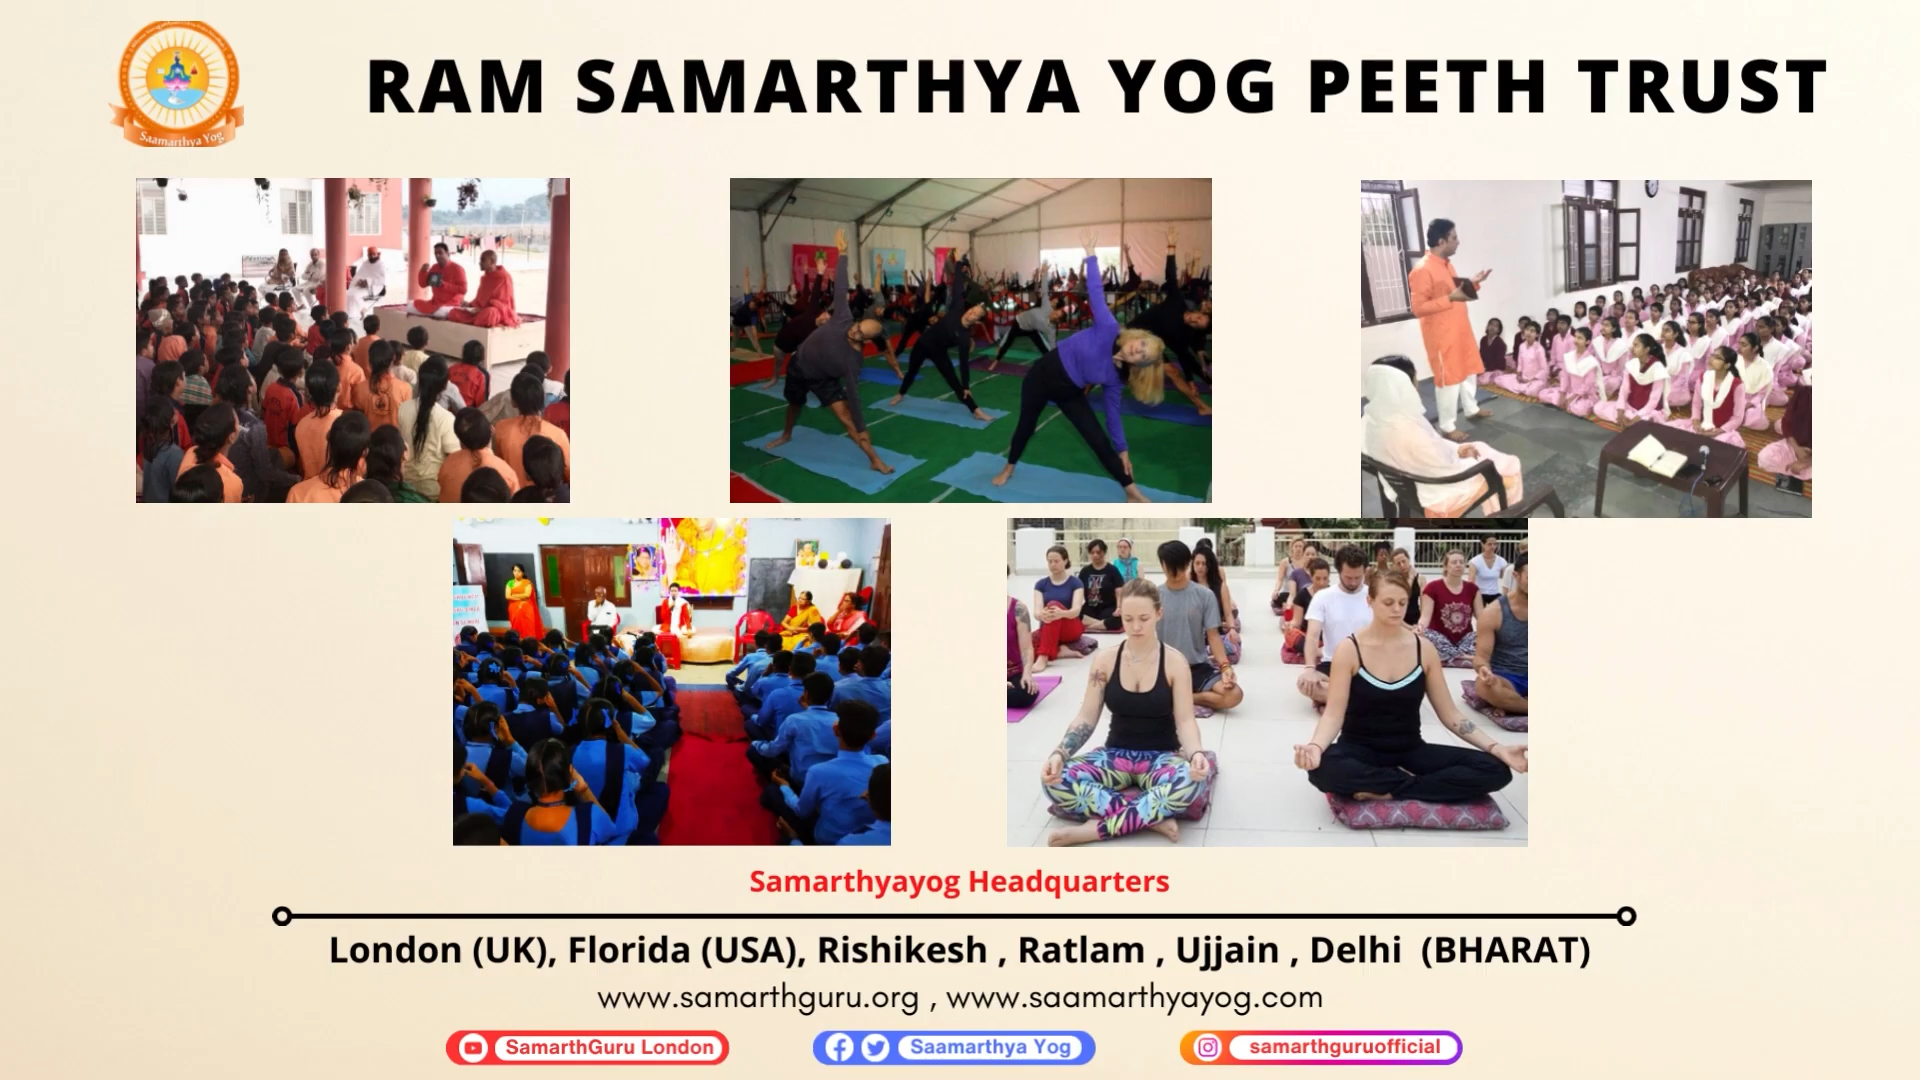 Saamarthya Yog
RAM SAMARTHYA YOG PEETH TRUST
Samarthyayog Headquarters
London (UK), Florida (USA), Rishikesh , Ratlam , Ujjain , Delhi (BHARAT)
www.samarthguru.org , www.saamarthyayog.com
SamarthGuru London
Saamarthya Yog
samarthguruofficial